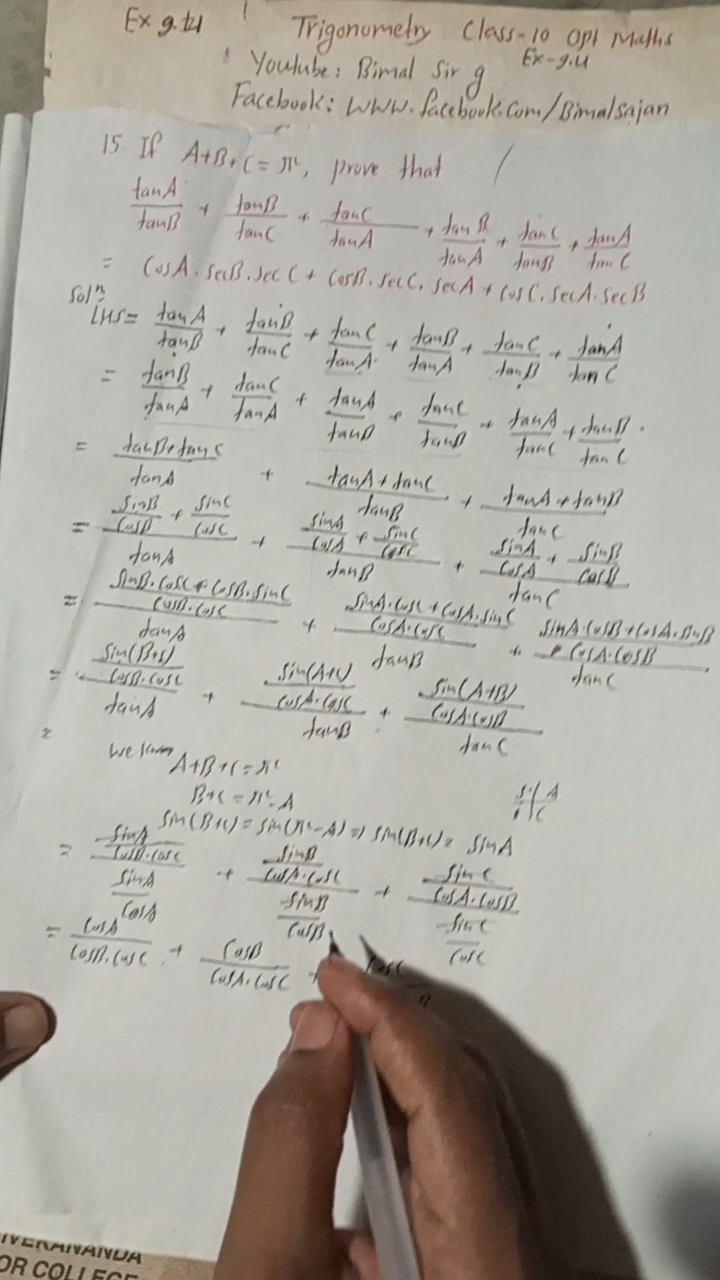 Ex 9.4
Trigonometry Class-10 Opt Maths
Ex-9.4
Youtube: Bimal Sir g
Facebook: WWW.facebook.Com/Bimalsajan
15 If A+B+C = πᶜ, prove that
tanA/tanB + tanB/tanC + tanC/tanA + tanB/tanA + tanC/tanB + tanA/tanC
= CosA.secB.secC + CosB.secC.secA + CosC.secA.secB
Solⁿ
LHS = tanA/tanB + tanB/tanC + tanC/tanA + tanB/tanA + tanC/tanB + tanA/tanC
= tanB/tanA + tanC/tanA + tanA/tanB + tanC/tanB + tanA/tanC + tanB/tanC
= (tanB+tanC)/tanA + (tanA+tanC)/tanB + (tanA+tanB)/tanC
= (sinB/CosB + sinC/CosC)/tanA + (sinA/CosA + sinC/CosC)/tanB + (sinA/CosA + sinB/CosB)/tanC
= ((sinB.CosC+CosB.sinC)/(CosB.CosC))/tanA + ((sinA.CosC+CosA.sinC)/(CosA.CosC))/tanB + ((sinA.CosB+CosA.sinB)/(CosA.CosB))/tanC
= (sin(B+C)/(CosB.CosC))/tanA + (sin(A+C)/(CosA.CosC))/tanB + (sin(A+B)/(CosA.CosB))/tanC
=
We know
A+B+C=πᶜ
B+C=πᶜ-A
S A
C
sin(B+C) = sin(πᶜ-A) ⇒ sin(B+C) = sinA
= (sinA/(CosB.CosC))/(sinA/CosA) + (sinB/(CosA.CosC))/(sinB/CosB) + (sinC/(CosA.CosB))/(sinC/CosC)
= CosA/(CosB.CosC) + CosB/(CosA.CosC) + CosC
VIVEKANANDA
OR COLLEGE